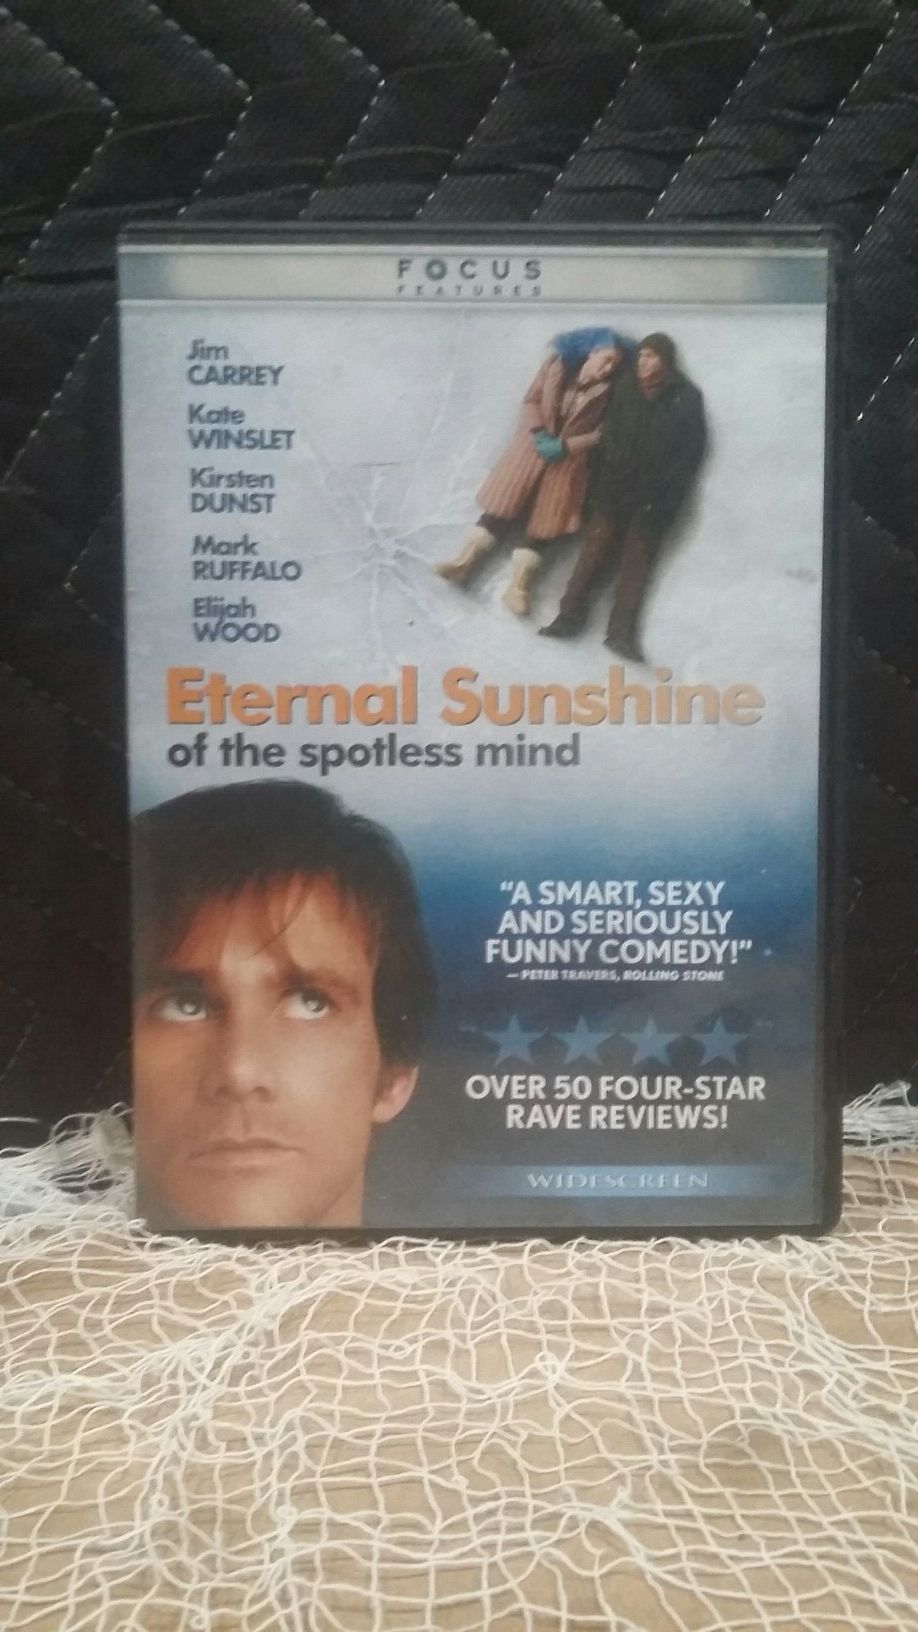 FOCUS
FEATURES
Jim
CARREY
Kate
WINSLET
Kirsten
DUNST
Mark
RUFFALO
Elijah
WOOD
Eternal Sunshine
of the spotless mind
“A SMART, SEXY
AND SERIOUSLY
FUNNY COMEDY!”
— PETER TRAVERS, ROLLING STONE
OVER 50 FOUR-STAR
RAVE REVIEWS!
WIDESCREEN